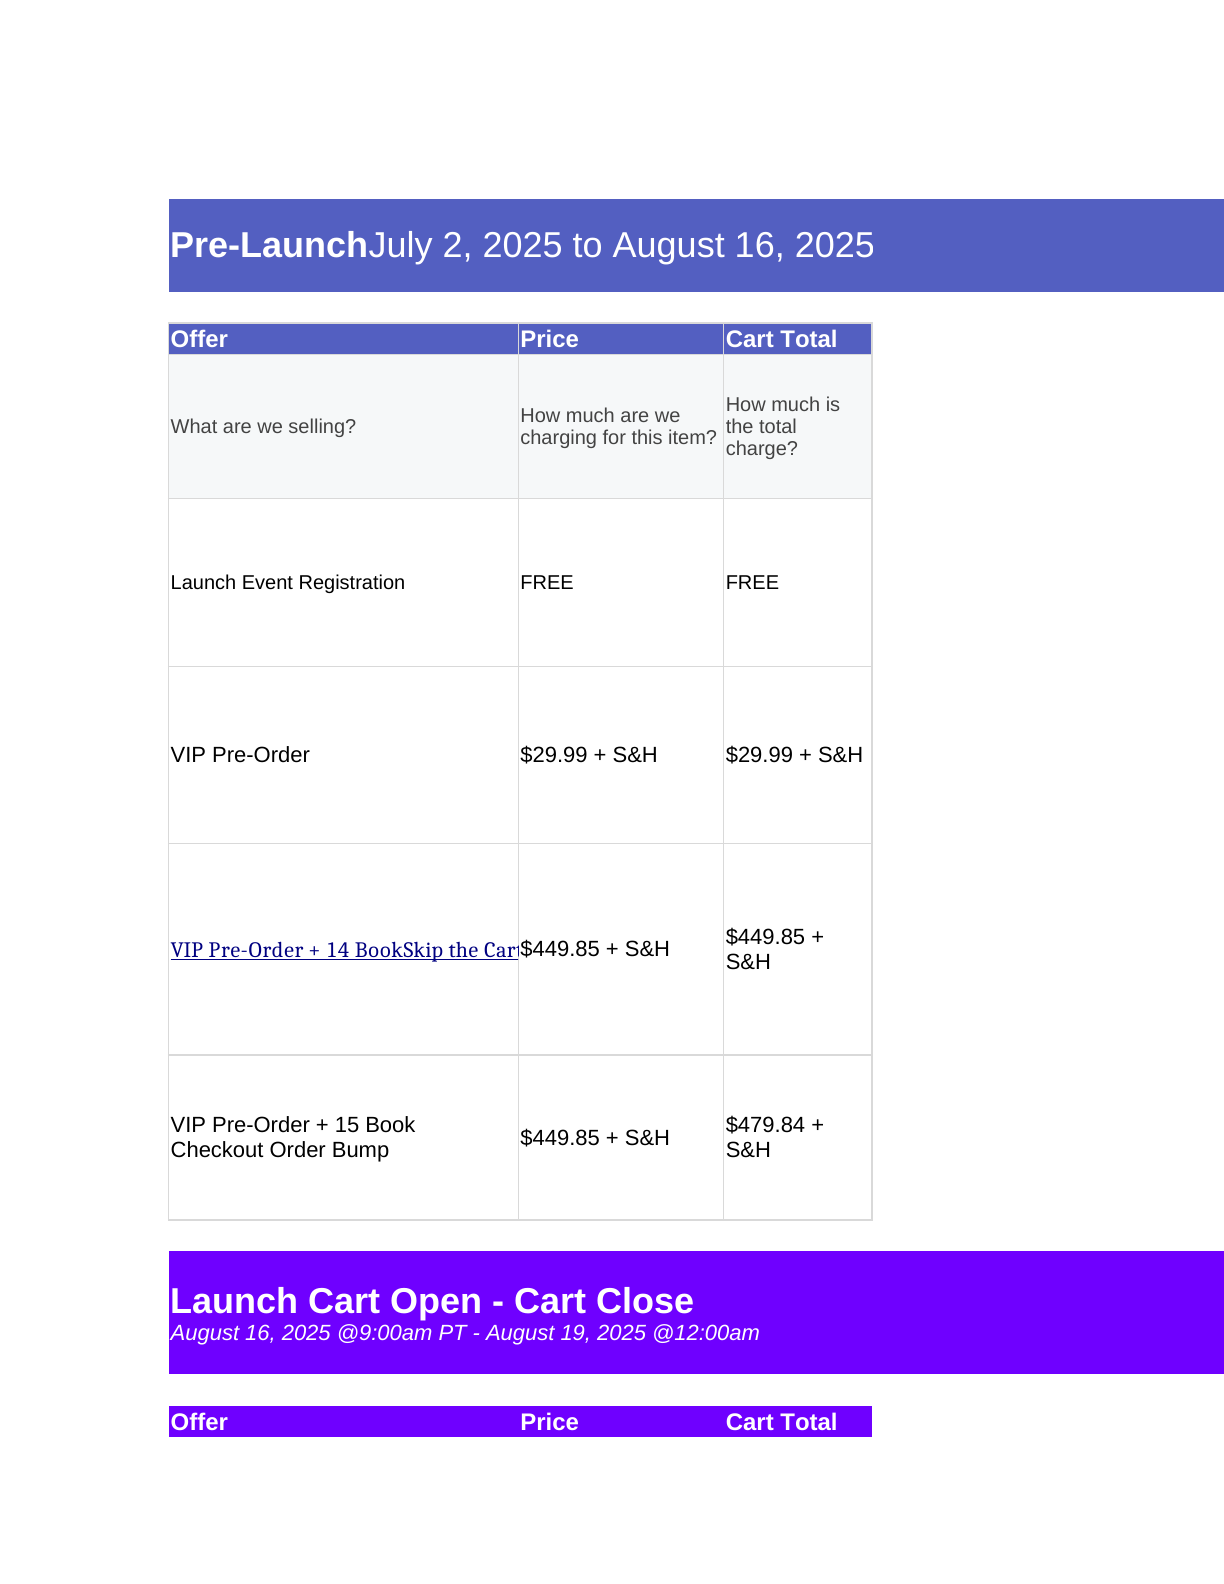 Pre-LaunchJuly 2, 2025 to August 16, 2025
Offer Price Cart Total
What are we selling? How much are we charging for this item? How much is the total charge?
Launch Event Registration FREE FREE
VIP Pre-Order $29.99 + S&H $29.99 + S&H
VIP Pre-Order + 14 BookSkip the Cart $449.85 + S&H $449.85 + S&H
VIP Pre-Order + 15 Book Checkout Order Bump $449.85 + S&H $479.84 + S&H
Launch Cart Open - Cart Close
August 16, 2025 @9:00am PT - August 19, 2025 @12:00am
Offer Price Cart Total